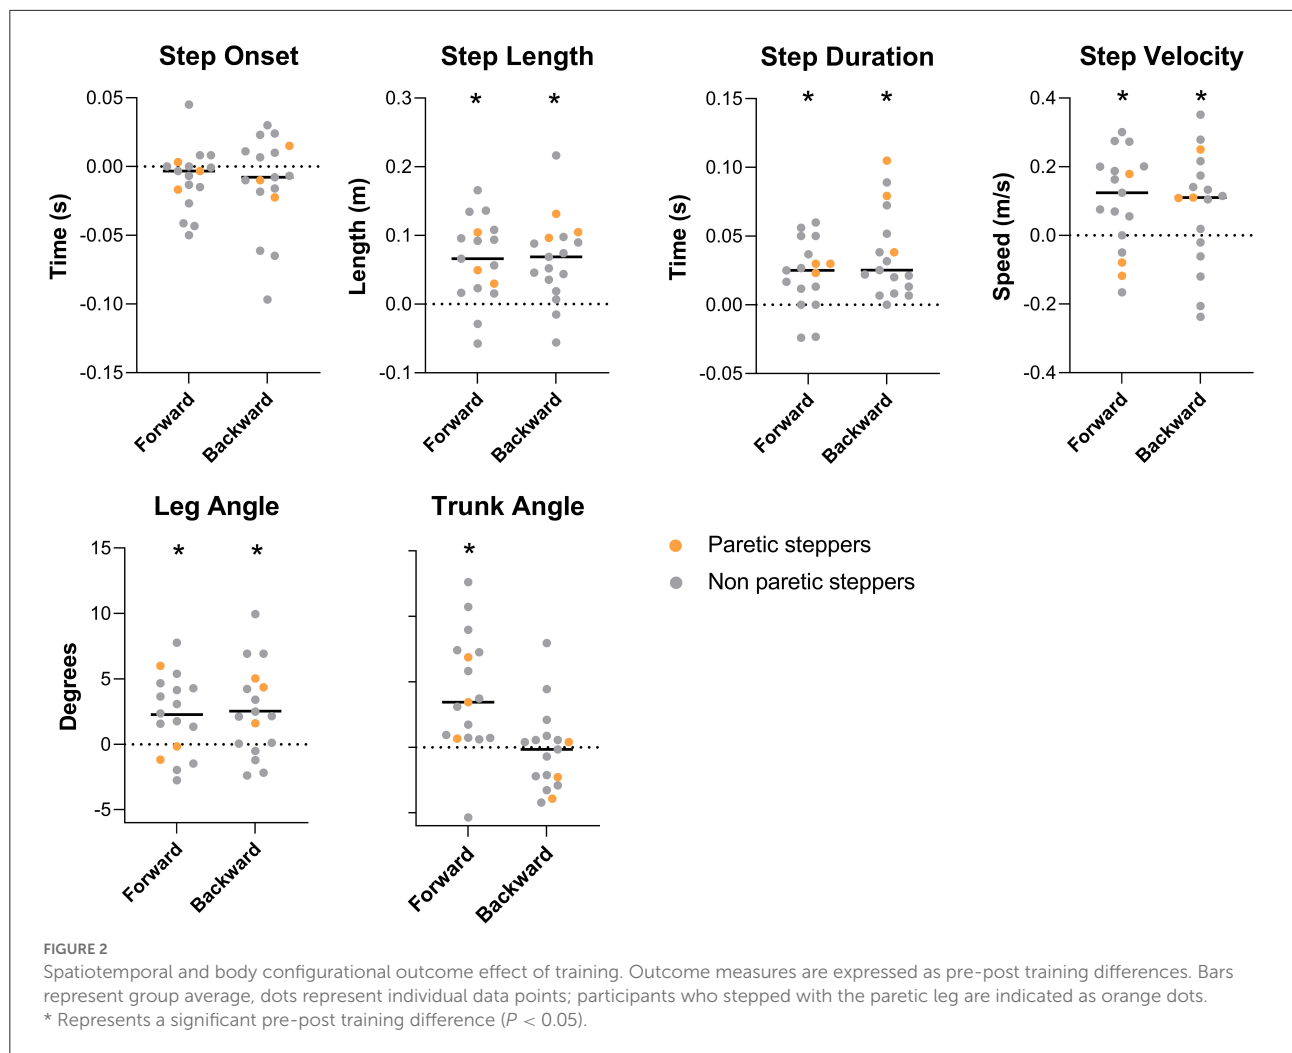 Step Onset
Step Length
Step Duration
Step Velocity
0.05
0.00
-0.05
-0.10
-0.15
Time (s)
Forward
Backward
*
*
0.3
0.2
0.1
0.0
-0.1
Length (m)
Forward
Backward
*
*
0.15
0.10
0.05
0.00
-0.05
Time (s)
Forward
Backward
*
*
0.4
0.2
0.0
-0.2
-0.4
Speed (m/s)
Forward
Backward
Leg Angle
Trunk Angle
*
*
15
10
5
0
-5
Degrees
Forward
Backward
*
Forward
Backward
Paretic steppers
Non paretic steppers
FIGURE 2
Spatiotemporal and body configurational outcome effect of training. Outcome measures are expressed as pre-post training differences. Bars
represent group average, dots represent individual data points; participants who stepped with the paretic leg are indicated as orange dots.
* Represents a significant pre-post training difference (P < 0.05).